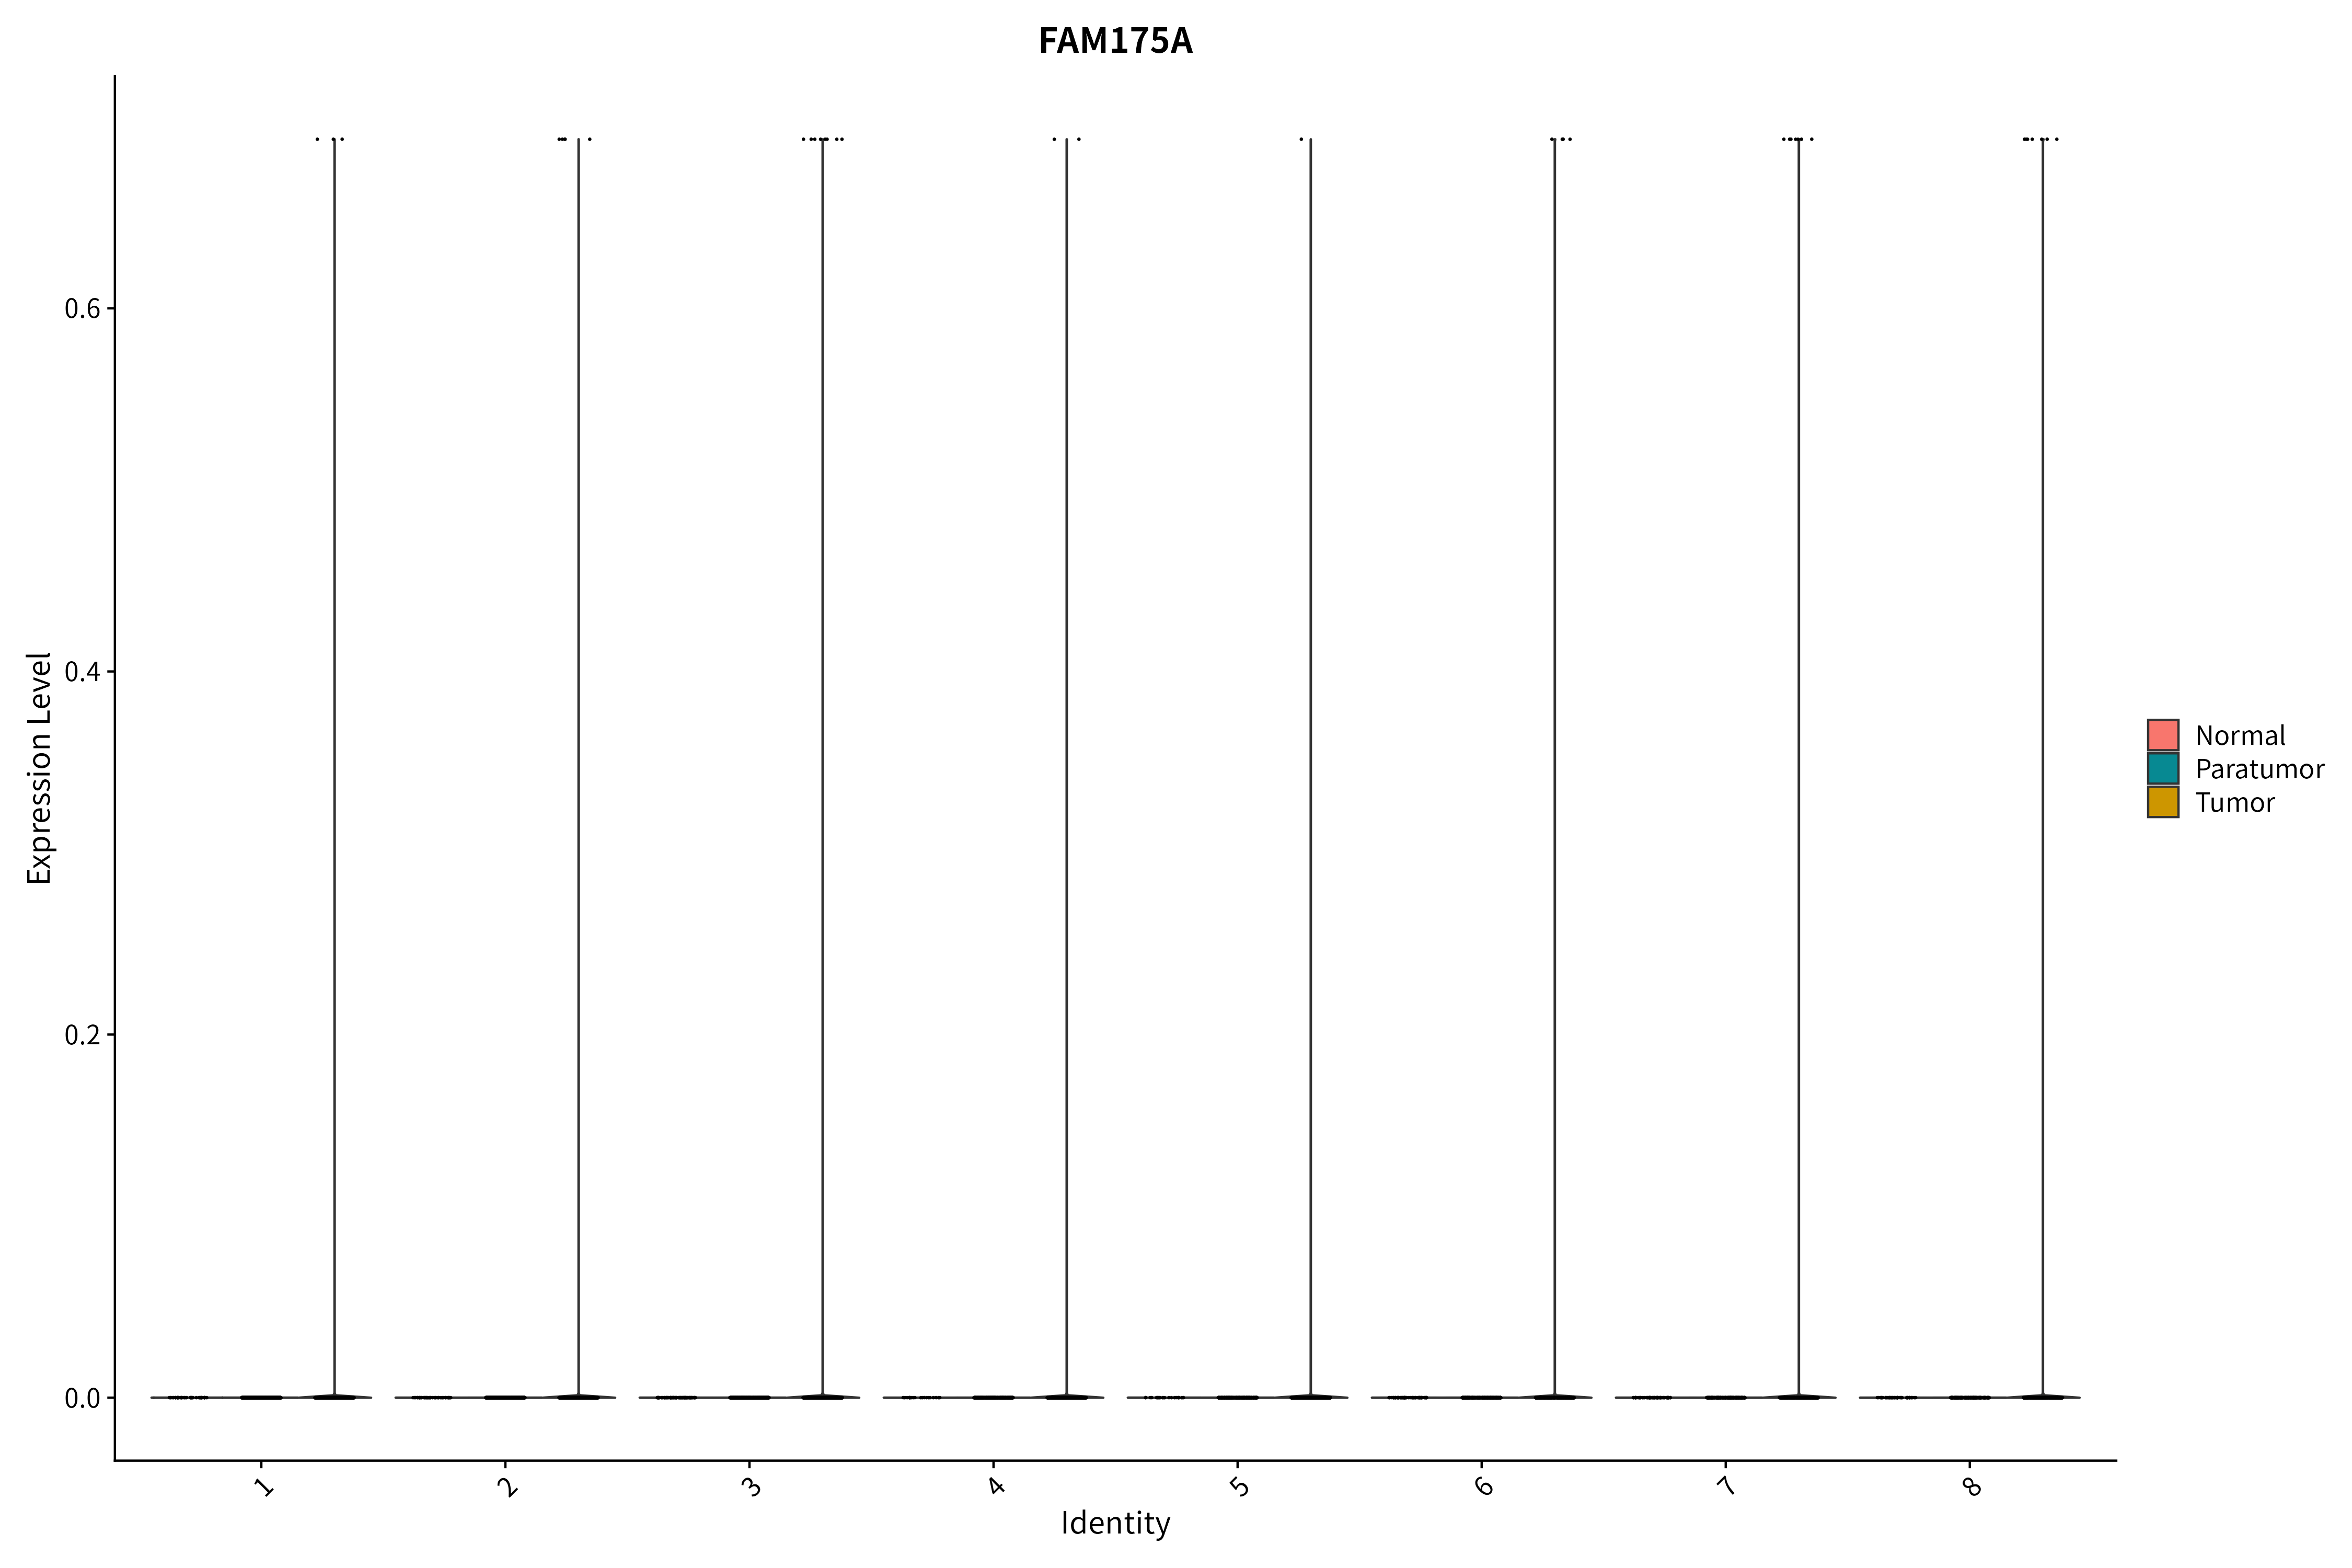 FAM175A
Expression Level
0.6
0.4
0.2
0.0
1
2
3
4
5
6
7
8
Identity
Normal
Paratumor
Tumor